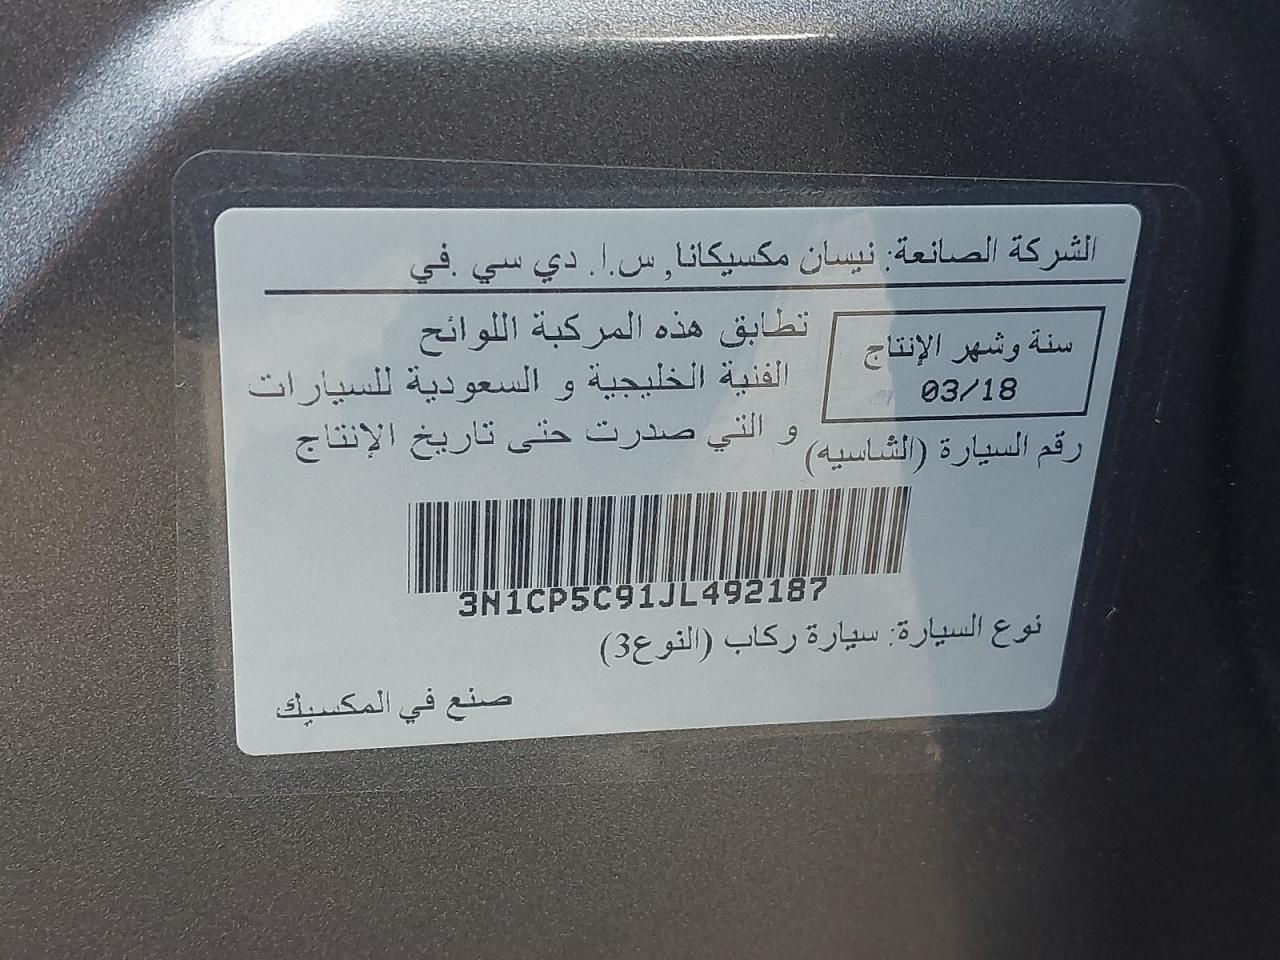 الشركة الصانعة: نيسان مكسيكانا, س.ا. دي سي .في
سنة وشهر الإنتاج
03/18
تطابق هذه المركبة اللوائح
الفنية الخليجية و السعودية للسيارات
و التي صدرت حتى تاريخ الإنتاج
رقم السيارة (الشاسيه)
3N1CP5C91JL492187
نوع السيارة: سيارة ركاب (النوع3)
صنع في المكسيك